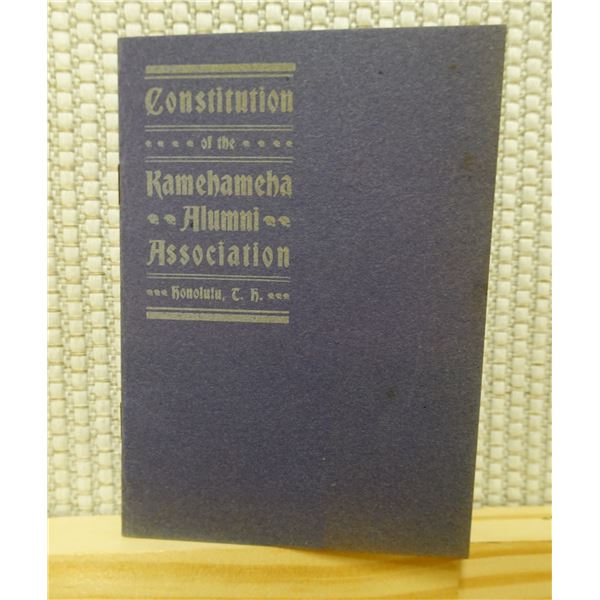 Constitution
of the
Kamehameha
Alumni
Association
Honolulu, T. H.